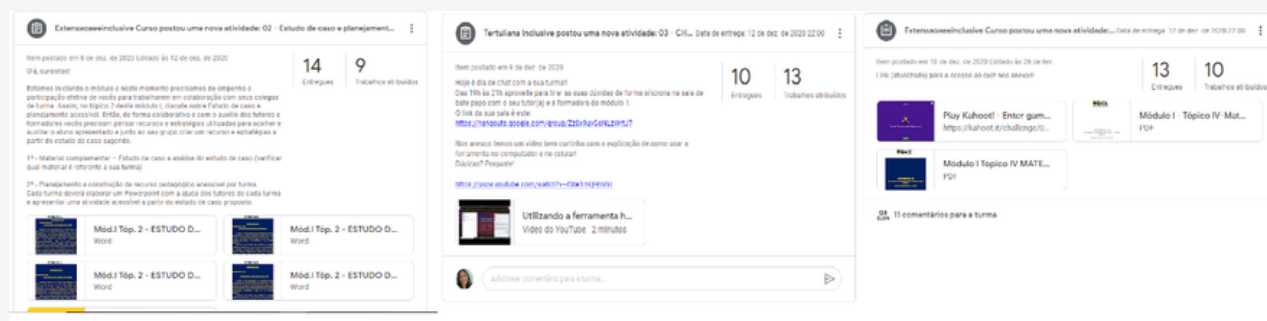 Extensaoeeinclusive Curso postou uma nova atividade: 02 - Estudo de caso e planejament...
Item postado em 9 de dez. de 2020 Editado às 12 de dez. de 2020
14
Entregues
9
Trabalhos atribuídos
Olá, cursistas!
Estamos iniciando o módulo e neste momento precisamos do empenho e
participação efetiva de vocês para trabalharem em colaboração com seus colegas
de turma. Assim, no tópico 2 deste módulo I, discute sobre Estudo de caso e
planejamento acessível. Então, de forma colaborativa e com o auxílio dos tutores e
formadores vocês precisam pensar recursos e estratégias utilizadas para acolher e
auxiliar o aluno apresentado e junto ao seu grupo criar um recurso e estratégias a
partir do estudo de caso sugerido.
1º - Material complementar - Estudo de caso e análise do estudo de caso (verificar
qual material é referente a sua turma)
2º - Planejamento e construção de recurso pedagógico acessível por turma.
Cada turma deverá elaborar um Powerpoint com a ajuda dos tutores de cada turma
e apresentar uma atividade acessível a partir do estudo de caso proposto.
Mód.I Tóp. 2 - ESTUDO D...
Word
Mód.I Tóp. 2 - ESTUDO D...
Word
Mód.I Tóp. 2 - ESTUDO D...
Word
Mód.I Tóp. 2 - ESTUDO D...
Word
Tertuliana Inclusive postou uma nova atividade: 03 - CH... Data de entrega: 12 de dez. de 2020 22:00
Item postado em 9 de dez. de 2020
10
Entregues
13
Trabalhos atribuídos
Hoje é dia de chat com a sua turma!!
Das 19h às 21h aproveite para tirar as suas dúvidas de forma síncrona na sala de
bate papo com o seu tutor(a) e a formadora do módulo 1.
O link da sua sala é este:
Nos anexos temos um vídeo bem curtinho com a explicação de como usar a
ferramenta no computador e no celular!
Dúvidas? Pergunte!
Utilizando a ferramenta h...
Vídeo do YouTube 2 minutos
Adicionar comentário para a turma...
Extensaoeeinclusive Curso postou uma nova atividade:... Data de entrega: 17 de dez. de 2020 22:00
Item postado em 10 de dez. de 2020 Editado às 26 de fev.
13
Entregues
10
Trabalhos atribuídos
Link (atualizado) para o acesso ao quiz nos anexos!
Play Kahoot! - Enter gam...
https://kahoot.it/challenge/0...
Módulo I - Tópico IV Mat...
PDF
Módulo I Topico IV MATE...
PDF
11 comentários para a turma